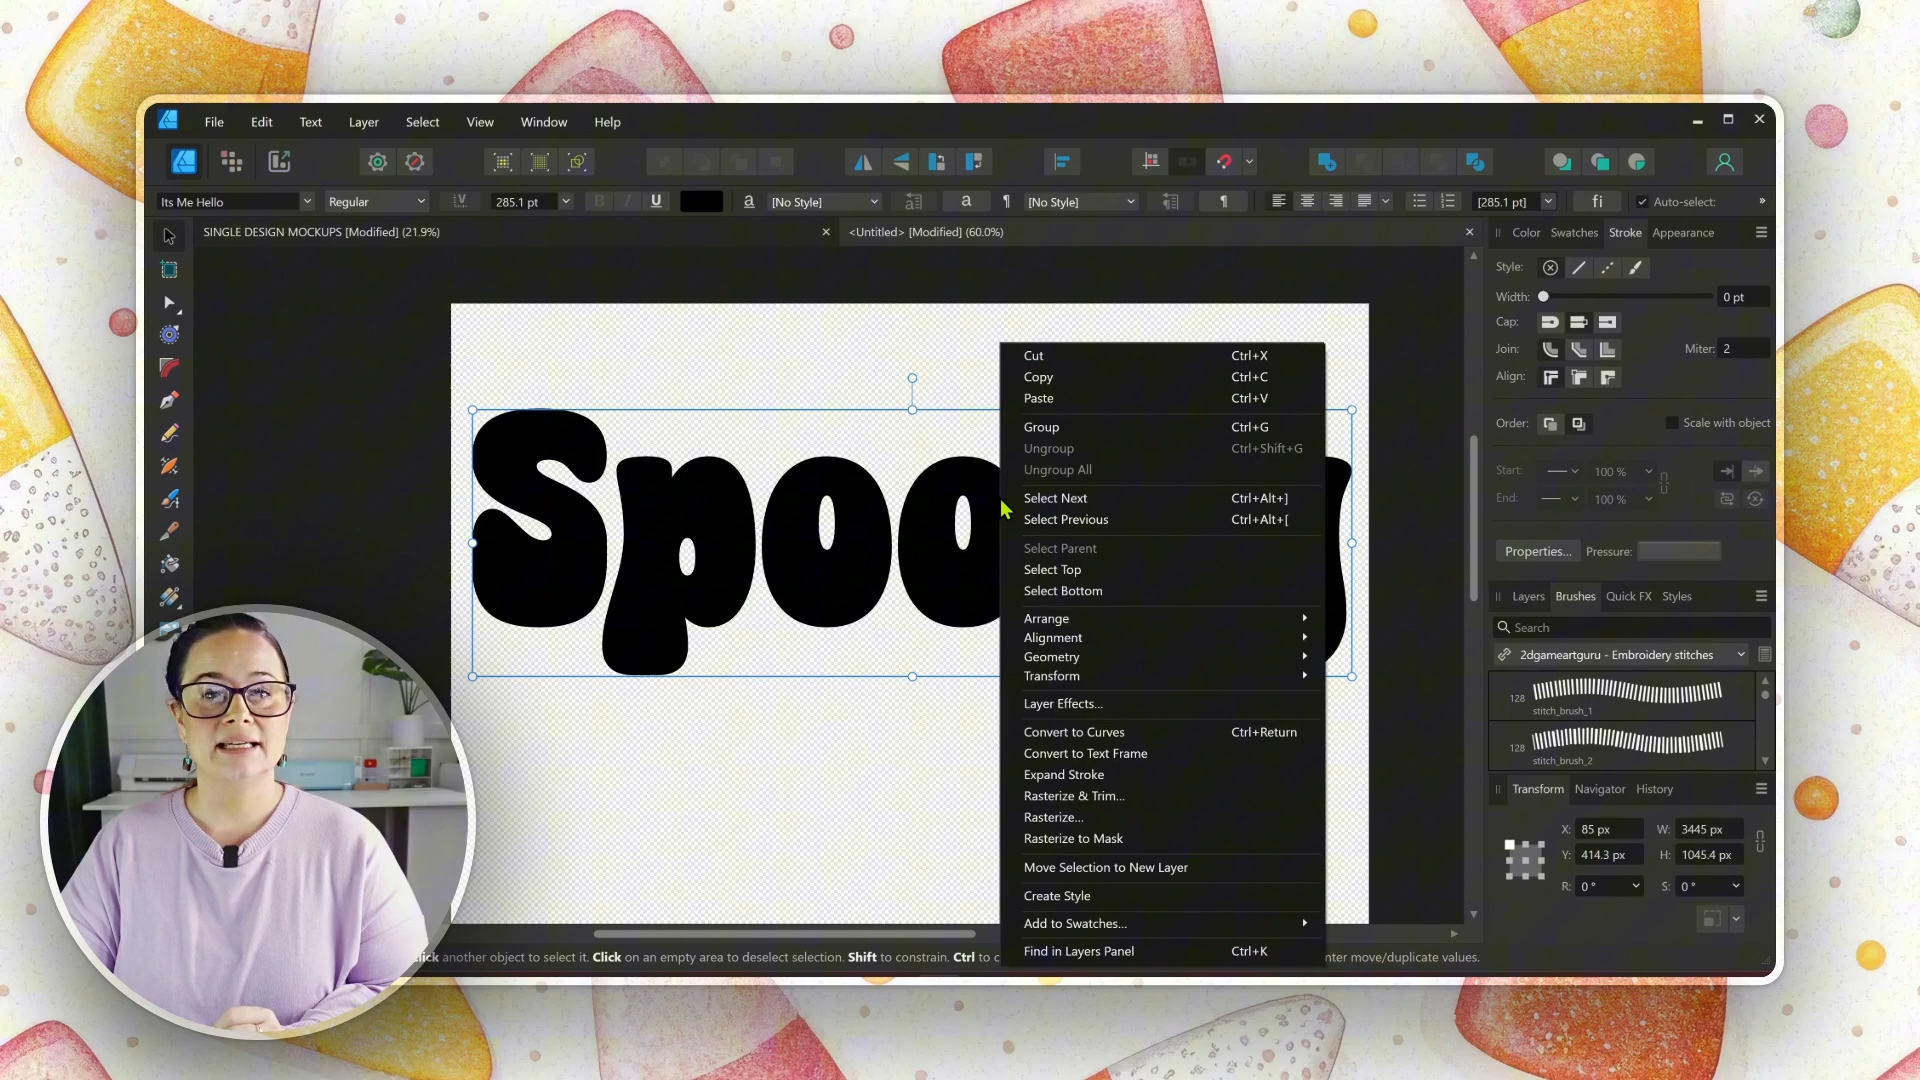 File Edit Text Layer Select View Window Help
Its Me Hello Regular 285.1 pt B I U a [No Style] a ¶ [No Style] ¶ [285.1 pt] fi Auto-select: »
SINGLE DESIGN MOCKUPS [Modified] (21.9%) <Untitled> [Modified] (60.0%)
Color Swatches Stroke Appearance
Style:
Width: 0 pt
Cap:
Join: Miter: 2
Align:
Order: Scale with object
Start: 100 %
End: 100 %
Properties... Pressure:
Layers Brushes Quick FX Styles
Search
2dgameartguru - Embroidery stitches
128 stitch_brush_1
128 stitch_brush_2
Transform Navigator History
X: 85 px W: 3445 px
Y: 414.3 px H: 1045.4 px
R: 0 ° S: 0 °
Spoo
Cut Ctrl+X
Copy Ctrl+C
Paste Ctrl+V
Group Ctrl+G
Ungroup Ctrl+Shift+G
Ungroup All
Select Next Ctrl+Alt+]
Select Previous Ctrl+Alt+[
Select Parent
Select Top
Select Bottom
Arrange
Alignment
Geometry
Transform
Layer Effects...
Convert to Curves Ctrl+Return
Convert to Text Frame
Expand Stroke
Rasterize & Trim...
Rasterize...
Rasterize to Mask
Move Selection to New Layer
Create Style
Add to Swatches...
Find in Layers Panel Ctrl+K
another object to select it. Click on an empty area to deselect selection. Shift to constrain. Ctrl to move/duplicate values.